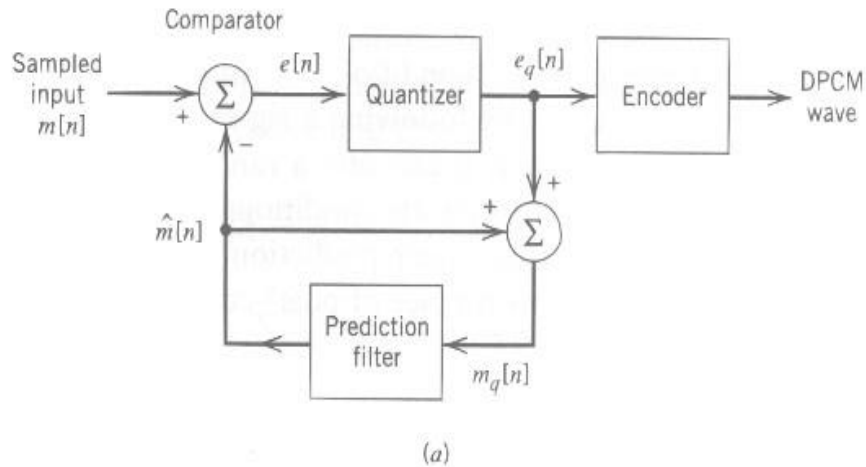 Comparator
Sampled
input
m[n]
+
Σ
−
e[n]
Quantizer
e_q[n]
Encoder
DPCM
wave
m̂[n]
+
+
Σ
Prediction
filter
m_q[n]
(a)